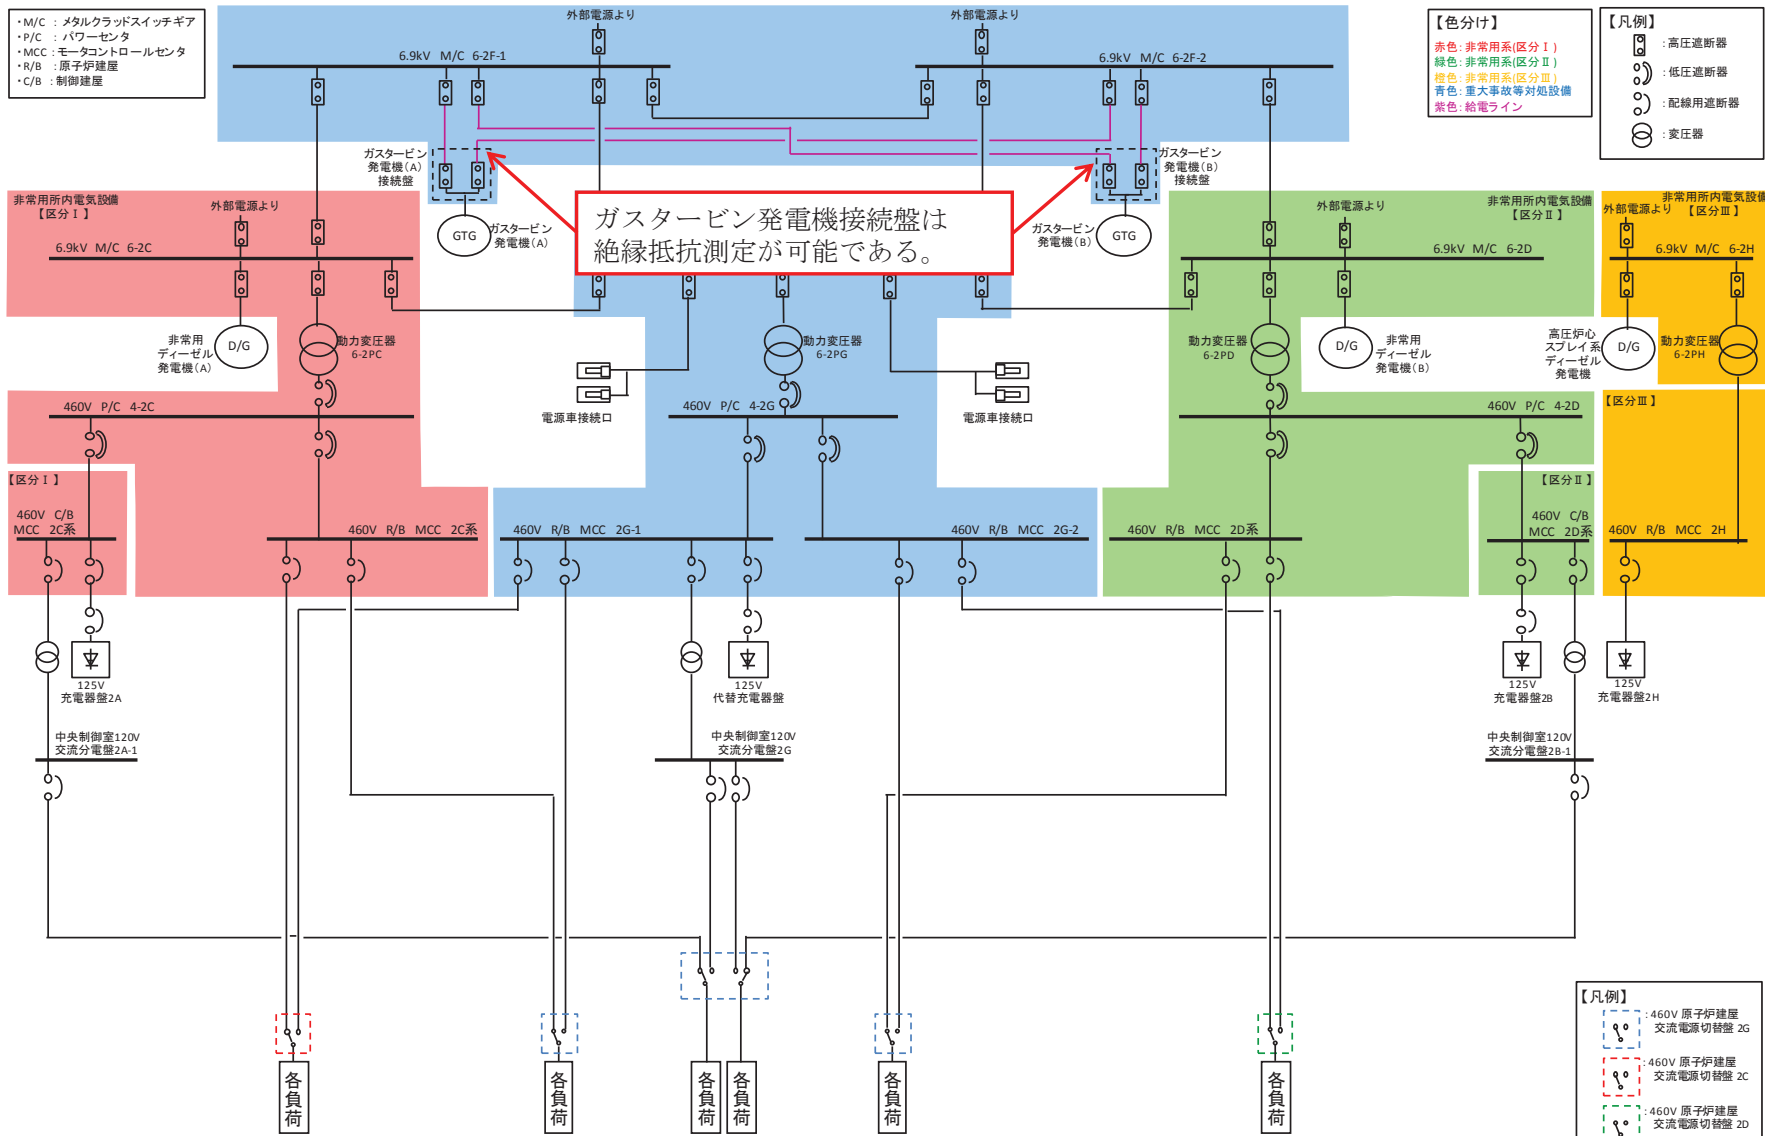 ・M/C ： メタルクラッドスイッチギア
・P/C ： パワーセンタ
・MCC ： モータコントロールセンタ
・R/B ： 原子炉建屋
・C/B ： 制御建屋
外部電源より
外部電源より
6.9kV M/C 6-2F-1
6.9kV M/C 6-2F-2
【色分け】
赤色：非常用系(区分Ⅰ)
緑色：非常用系(区分Ⅱ)
橙色：非常用系(区分Ⅲ)
青色：重大事故等対処設備
紫色：給電ライン
【凡例】
：高圧遮断器
：低圧遮断器
：配線用遮断器
：変圧器
ガスタービン
発電機(A)
接続盤
ガスタービン
発電機(B)
接続盤
GTG
ガスタービン
発電機(A)
ガスタービン
発電機(B)
GTG
ガスタービン発電機接続盤は
絶縁抵抗測定が可能である。
非常用所内電気設備
【区分Ⅰ】
外部電源より
6.9kV M/C 6-2C
非常用
ディーゼル
発電機(A)
D/G
動力変圧器
6-2PC
動力変圧器
6-2PG
電源車接続口
電源車接続口
外部電源より
非常用所内電気設備
【区分Ⅱ】
6.9kV M/C 6-2D
動力変圧器
6-2PD
D/G
非常用
ディーゼル
発電機(B)
非常用所内電気設備
外部電源より
【区分Ⅲ】
6.9kV M/C 6-2H
高圧炉心
スプレイ系
ディーゼル
発電機
D/G
動力変圧器
6-2PH
460V P/C 4-2C
460V P/C 4-2G
460V P/C 4-2D
【区分Ⅲ】
【区分Ⅰ】
460V C/B
MCC 2C系
460V R/B MCC 2C系
460V R/B MCC 2G-1
460V R/B MCC 2G-2
460V R/B MCC 2D系
【区分Ⅱ】
460V C/B
MCC 2D系
460V R/B MCC 2H
125V
充電器盤2A
125V
代替充電器盤
125V
充電器盤2B
125V
充電器盤2H
中央制御室120V
交流分電盤2A-1
中央制御室120V
交流分電盤2G
中央制御室120V
交流分電盤2B-1
各負荷
各負荷
各負荷
各負荷
各負荷
各負荷
【凡例】
：460V 原子炉建屋
交流電源切替盤 2G
：460V 原子炉建屋
交流電源切替盤 2C
：460V 原子炉建屋
交流電源切替盤 2D